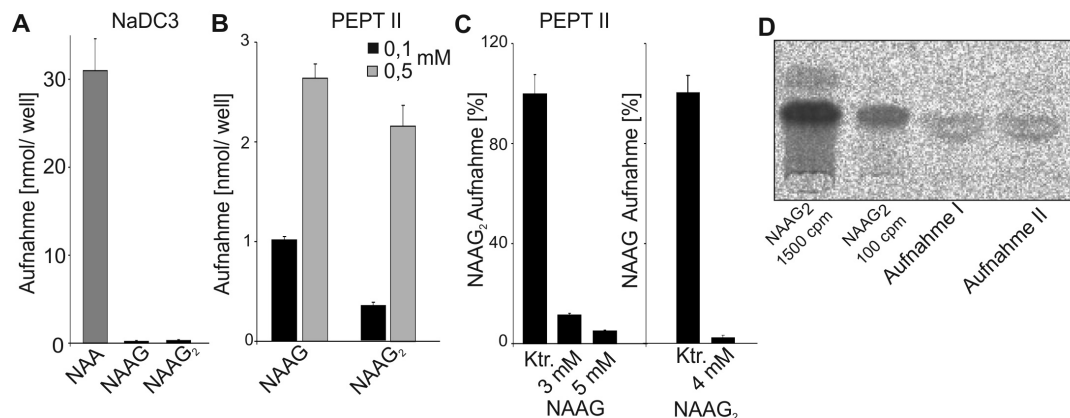 A
NaDC3
Aufnahme [nmol/ well]
30
20
10
0
NAA
NAAG
NAAG₂
B
PEPT II
0,1
0,5
mM
Aufnahme [nmol/ well]
3
2
1
0
NAAG
NAAG₂
C
PEPT II
NAAG₂ Aufnahme [%]
120
80
40
0
Ktr.
3 mM
5 mM
NAAG
NAAG Aufnahme [%]
Ktr.
4 mM
NAAG₂
D
NAAG2
1500 cpm
NAAG2
100 cpm
Aufnahme I
Aufnahme II